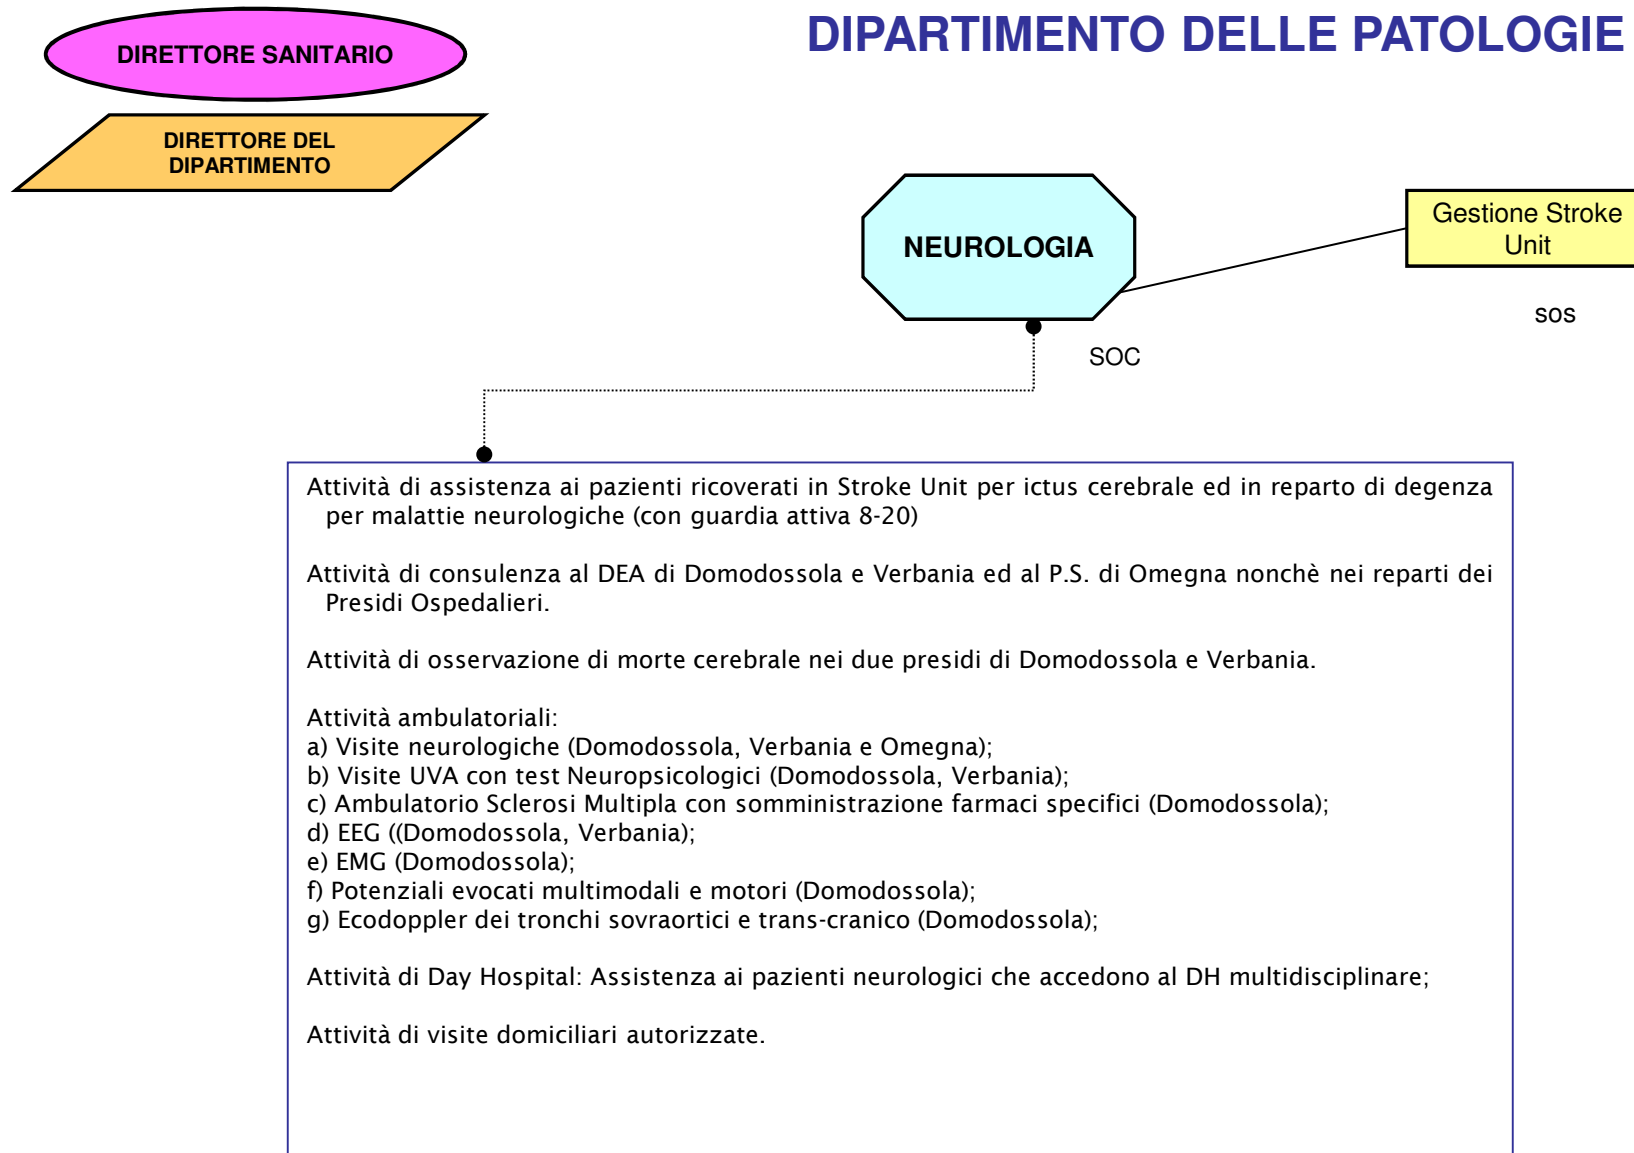 DIPARTIMENTO DELLE PATOLOGIE
DIRETTORE SANITARIO
DIRETTORE DEL
DIPARTIMENTO
NEUROLOGIA
Gestione Stroke
Unit
sos
SOC
Attività di assistenza ai pazienti ricoverati in Stroke Unit per ictus cerebrale ed in reparto di degenza
per malattie neurologiche (con guardia attiva 8-20)
Attività di consulenza al DEA di Domodossola e Verbania ed al P.S. di Omegna nonchè nei reparti dei
Presidi Ospedalieri.
Attività di osservazione di morte cerebrale nei due presidi di Domodossola e Verbania.
Attività ambulatoriali:
a) Visite neurologiche (Domodossola, Verbania e Omegna);
b) Visite UVA con test Neuropsicologici (Domodossola, Verbania);
c) Ambulatorio Sclerosi Multipla con somministrazione farmaci specifici (Domodossola);
d) EEG ((Domodossola, Verbania);
e) EMG (Domodossola);
f) Potenziali evocati multimodali e motori (Domodossola);
g) Ecodoppler dei tronchi sovraortici e trans-cranico (Domodossola);
Attività di Day Hospital: Assistenza ai pazienti neurologici che accedono al DH multidisciplinare;
Attività di visite domiciliari autorizzate.